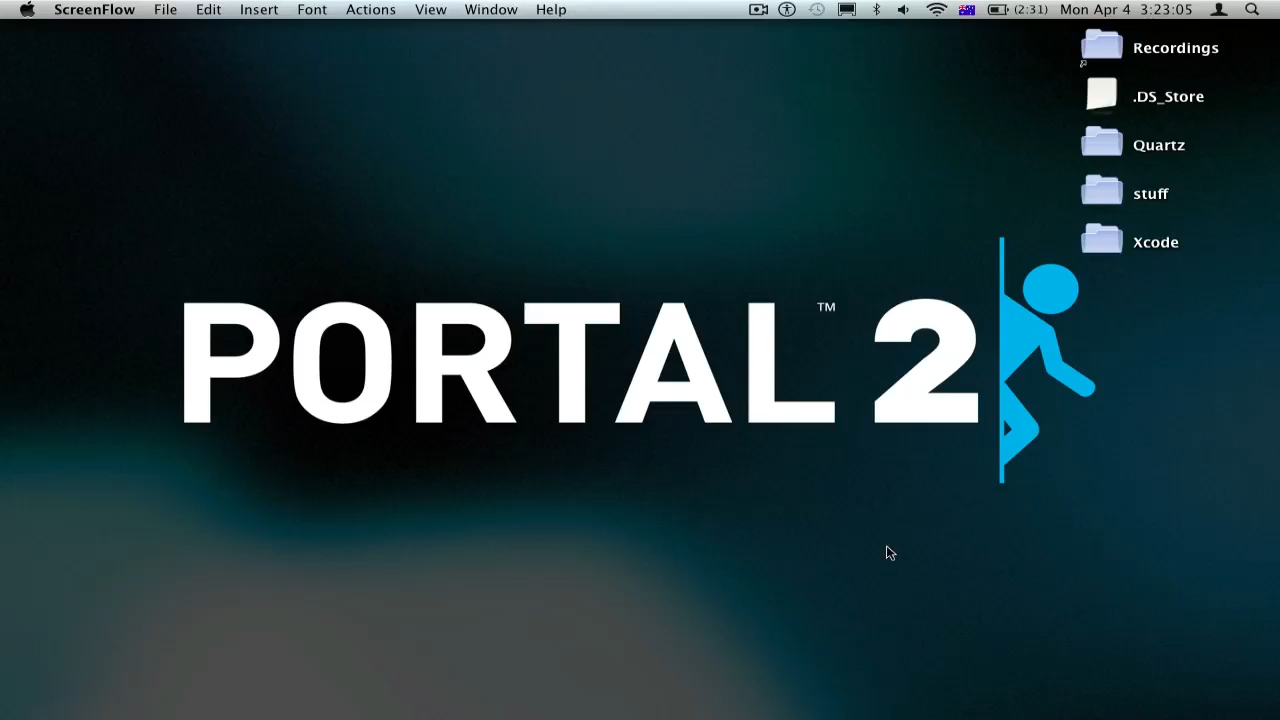 ScreenFlow File Edit Insert Font Actions View Window Help (2:31) Mon Apr 4 3:23:05
Recordings
.DS_Store
Quartz
stuff
Xcode
PORTAL™ 2